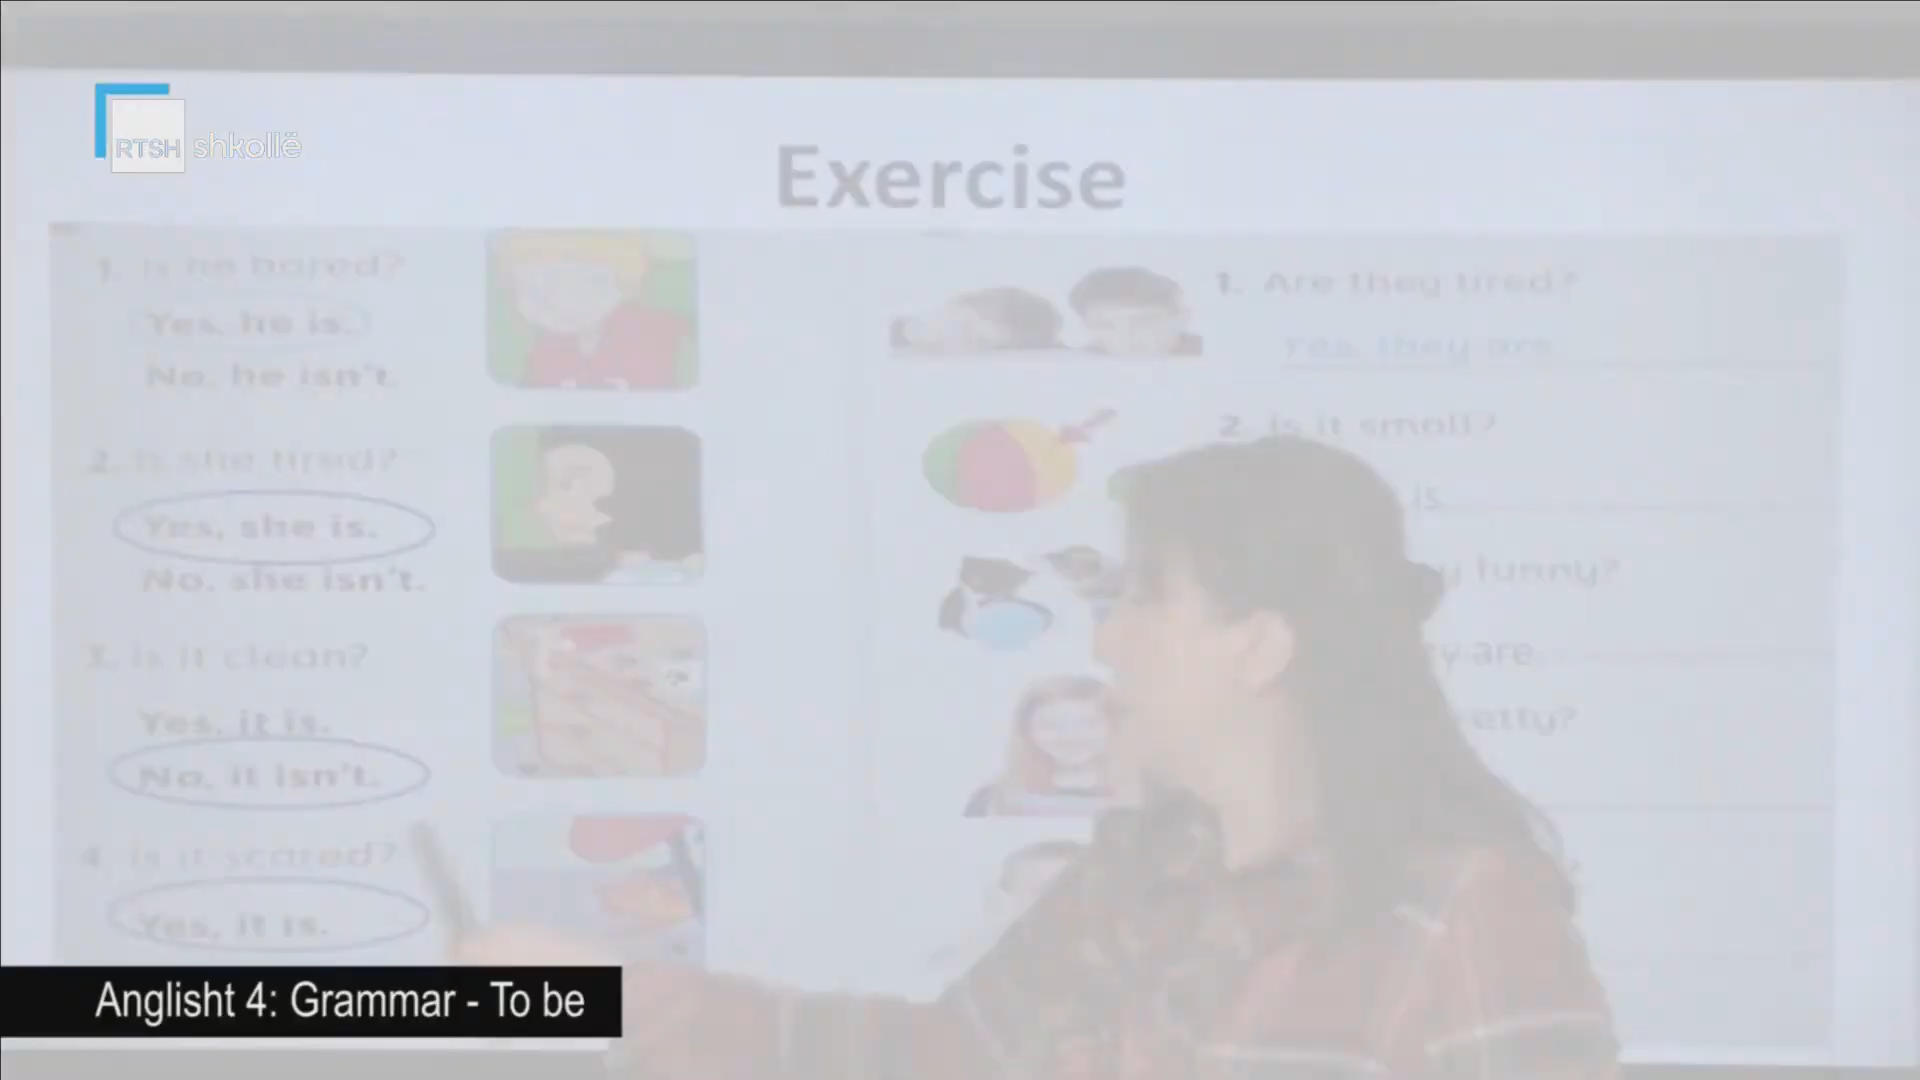 RTSH shkollë
Exercise
1. Is he bored?
Yes, he is.
No, he isn't.
2. Is she tired?
Yes, she is.
No, she isn't.
3. Is it clean?
Yes, it is.
No, it isn't.
4. Is it scared?
Yes, it is.
1. Are they tired?
Yes, they are
2. Is it small?
is
funny?
are
Anglisht 4: Grammar - To be